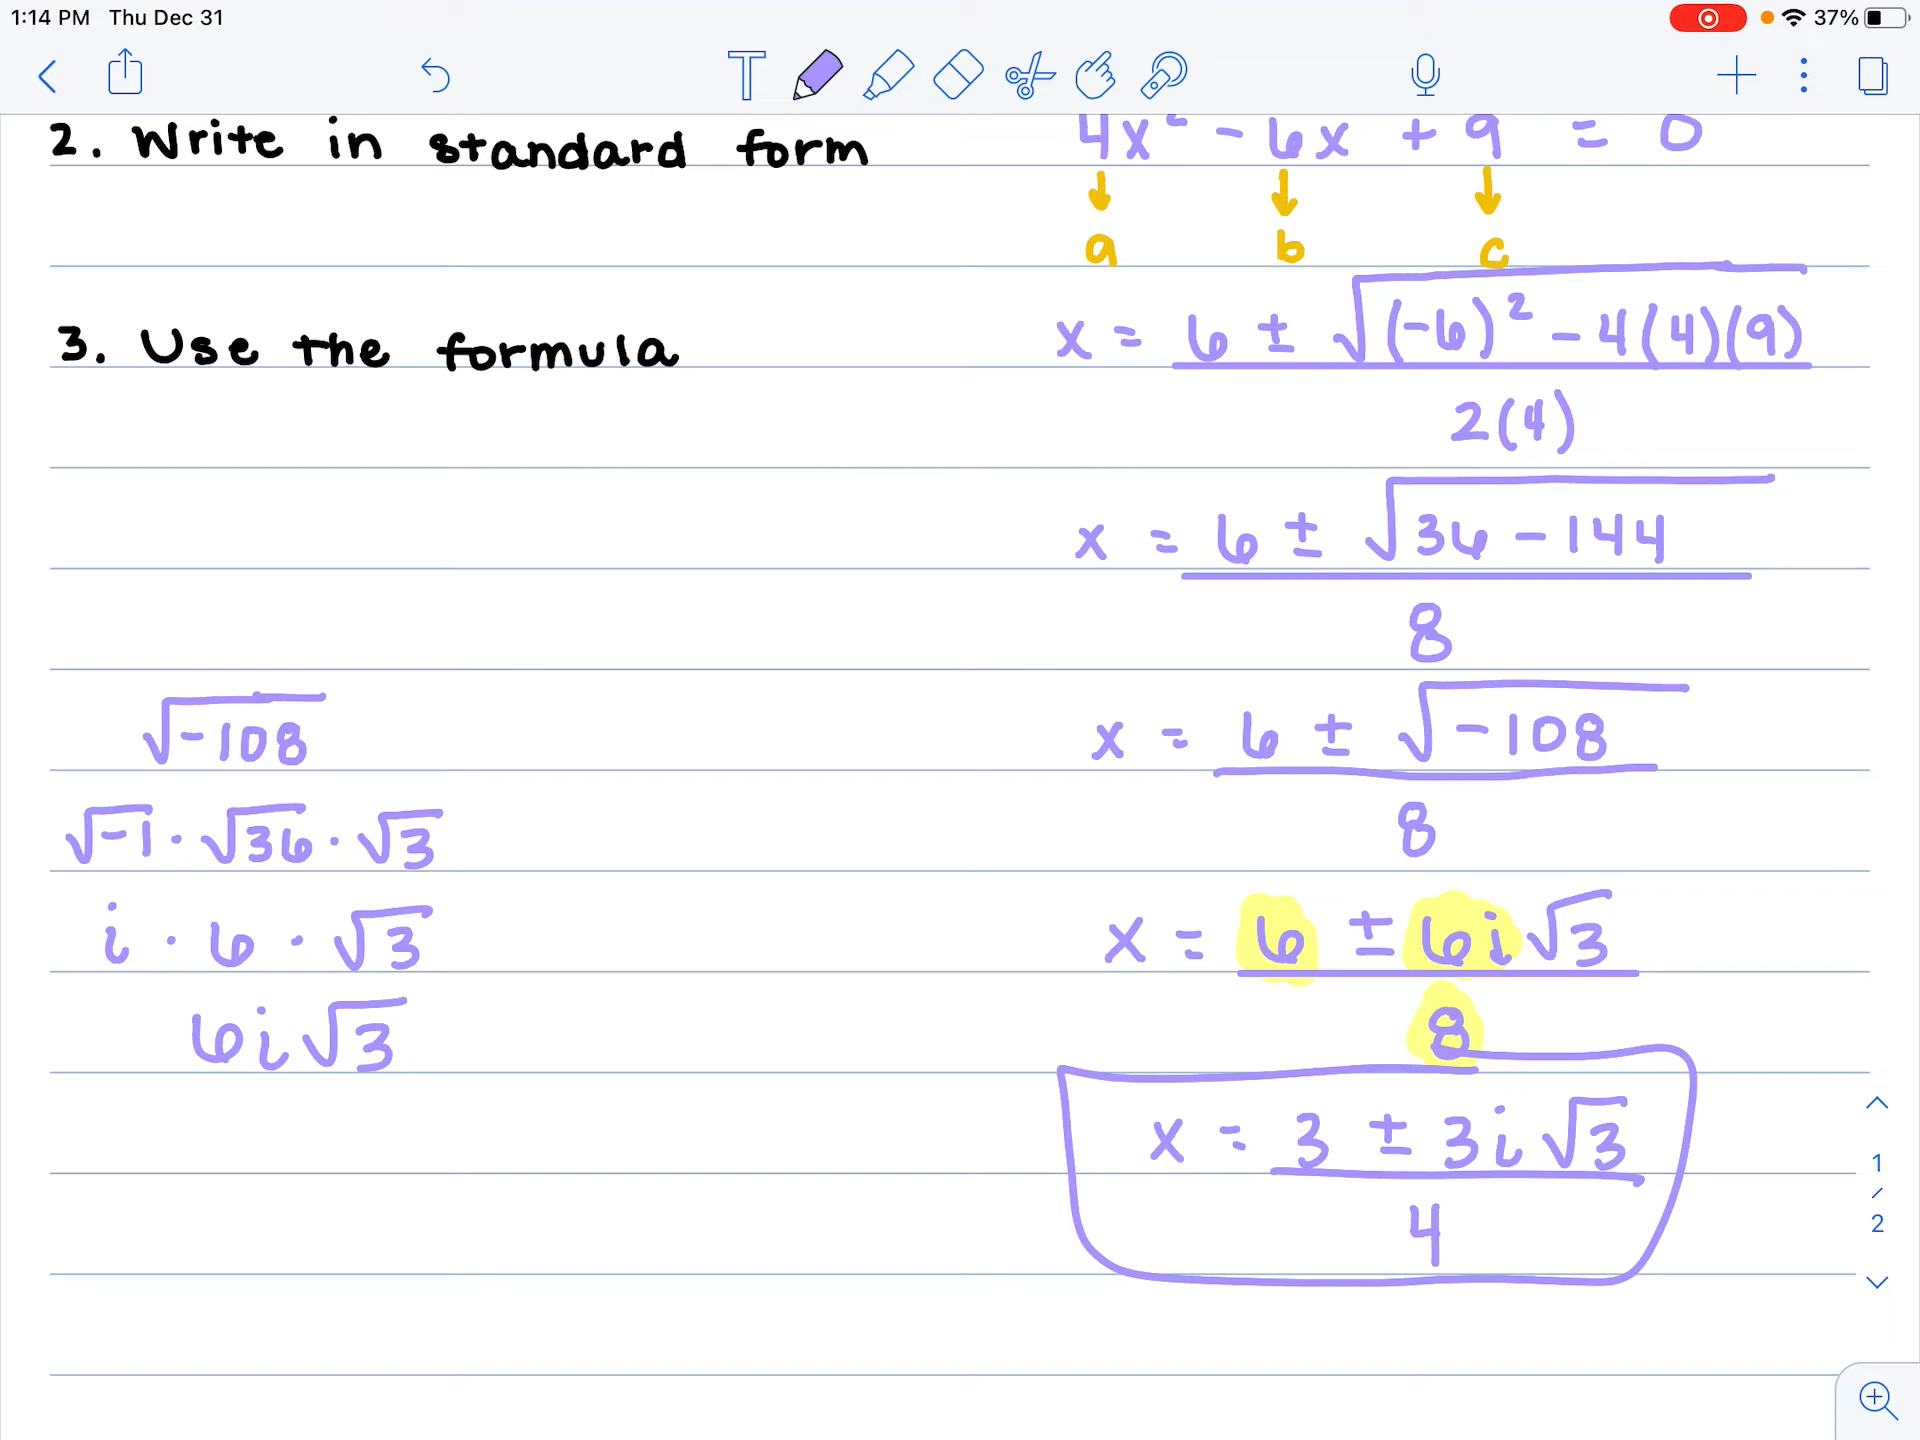 1:14 PM Thu Dec 31
37%
T
2. Write in standard form
4x² - 6x + 9 = 0
a b c
3. Use the formula
x = 6 ± √(-6)² - 4(4)(9)
2(4)
x = 6 ± √36 - 144
8
√-108
x = 6 ± √-108
8
√-1 · √36 · √3
i · 6 · √3
x = 6 ± 6i√3
8
6i√3
x = 3 ± 3i√3
4
1
/
2